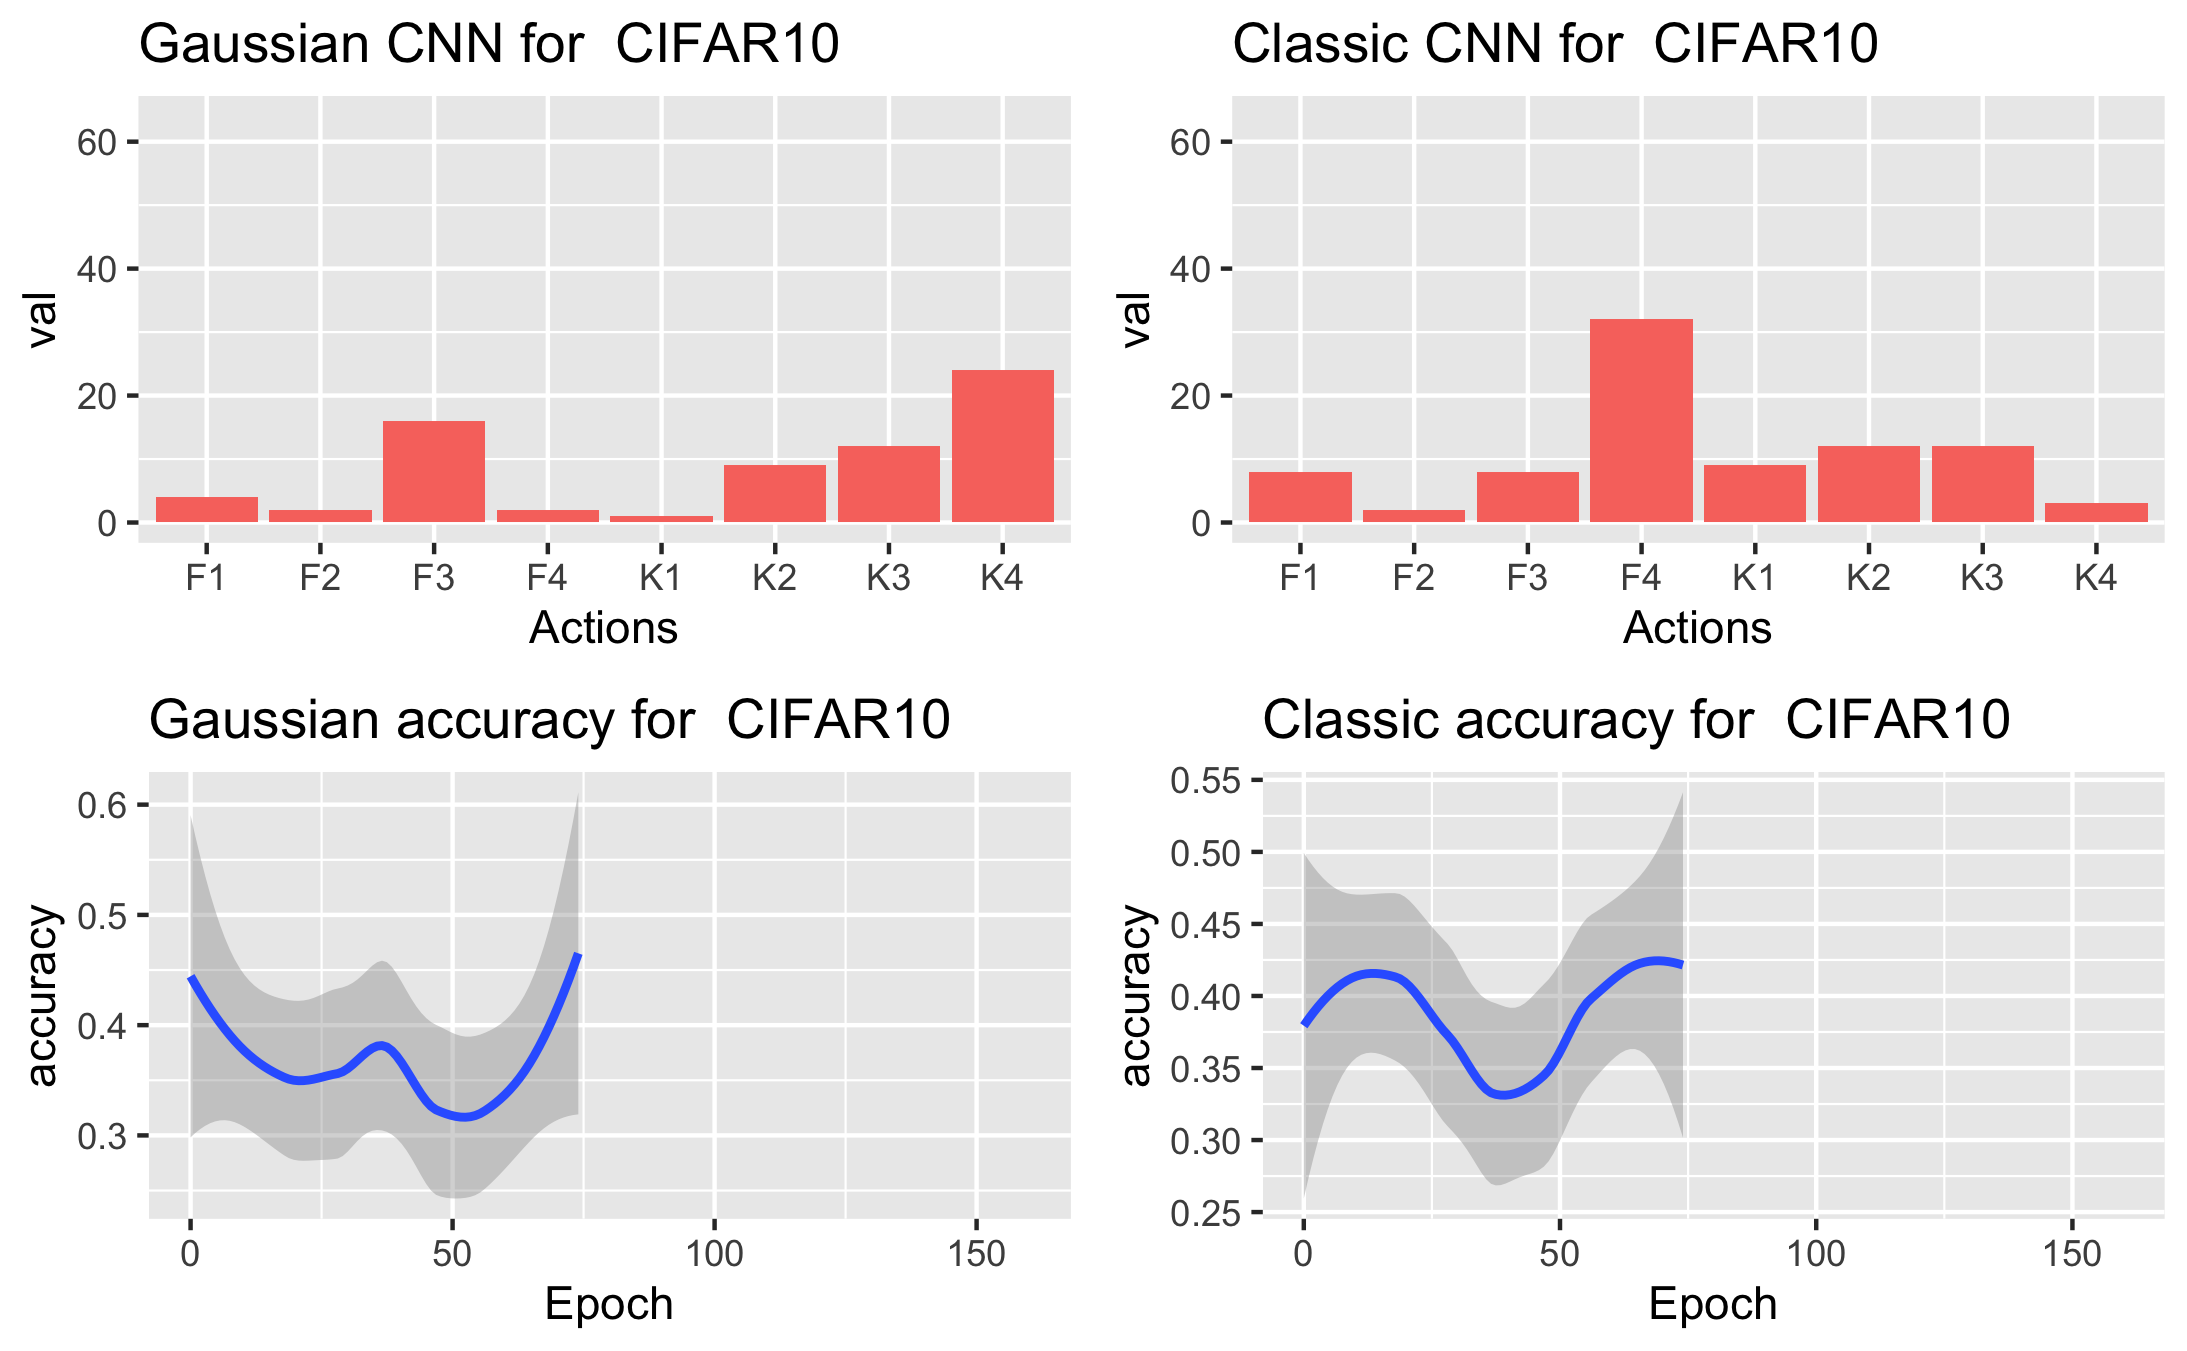 Gaussian CNN for  CIFAR10
60
40
20
0
val
F1 F2 F3 F4 K1 K2 K3 K4
Actions
Classic CNN for  CIFAR10
60
40
20
0
val
F1 F2 F3 F4 K1 K2 K3 K4
Actions
Gaussian accuracy for  CIFAR10
0.6
0.5
0.4
0.3
accuracy
0 50 100 150
Epoch
Classic accuracy for  CIFAR10
0.55
0.50
0.45
0.40
0.35
0.30
0.25
accuracy
0 50 100 150
Epoch